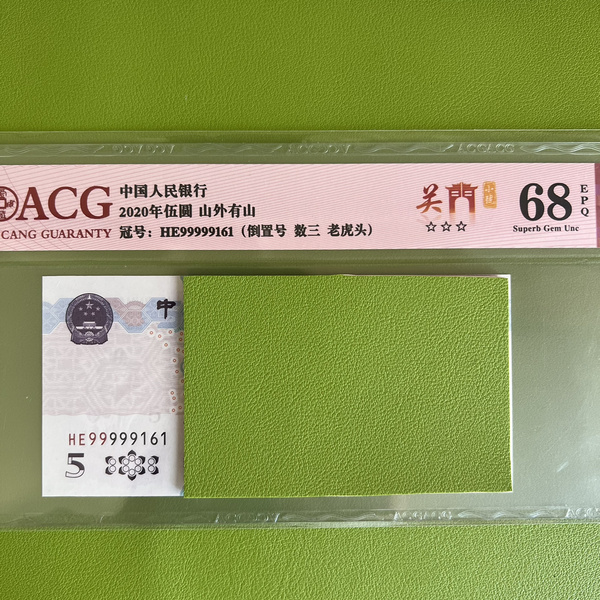 ACG
CANG GUARANTY
中国人民银行
2020年伍圆 山外有山
冠号：HE99999161（倒置号 数三 老虎头）
关門
小號
☆☆☆
68
EPQ
Superb Gem Unc
中
HE99999161
5